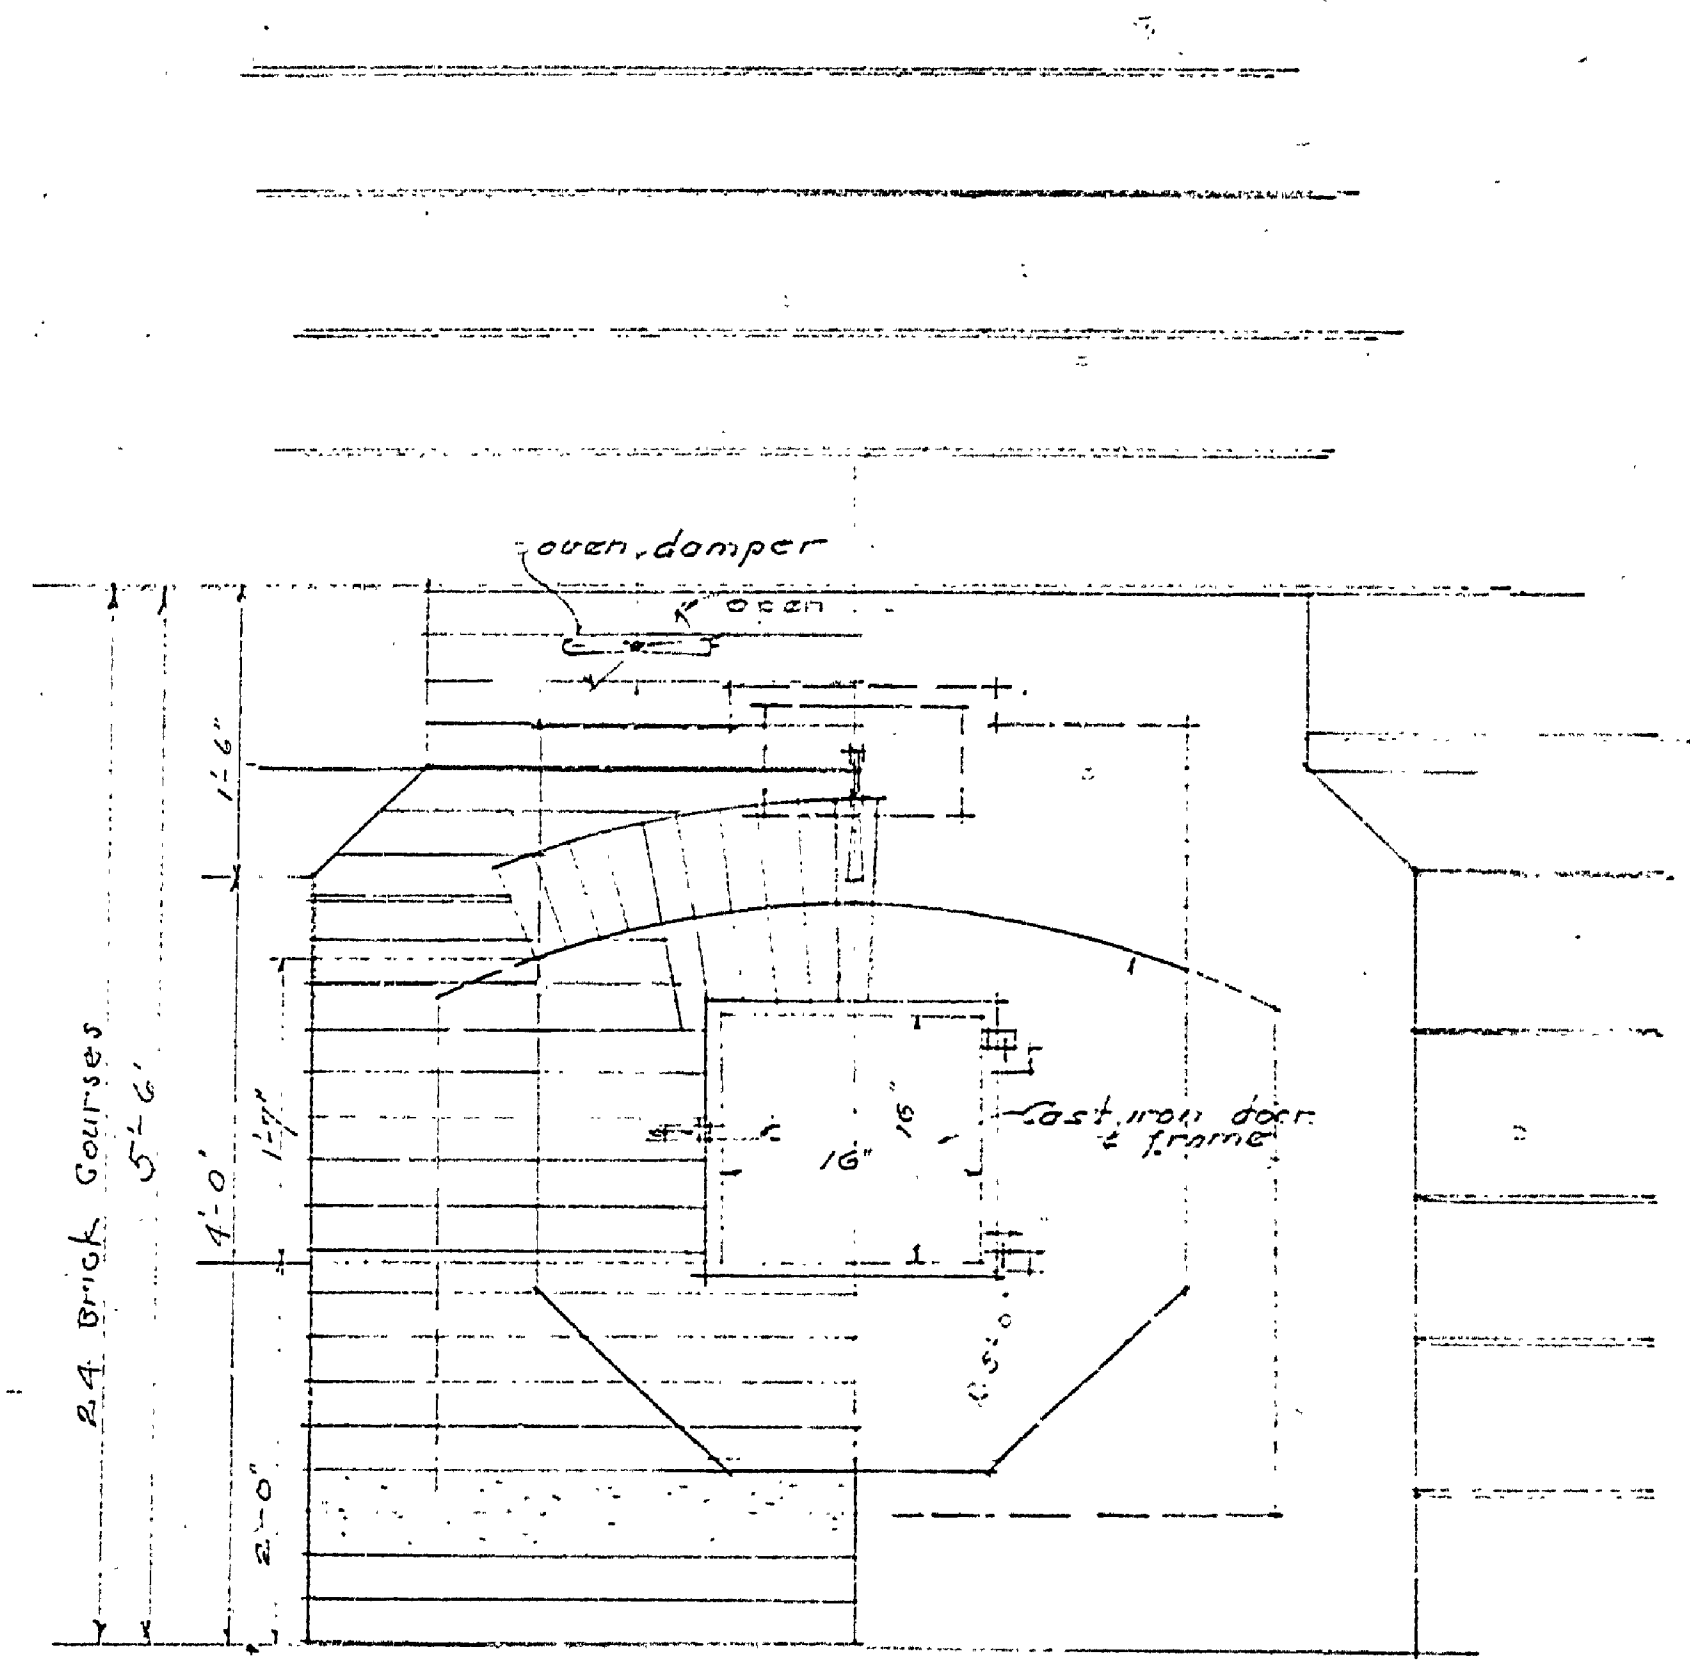 oven damper
open
24 Brick Courses
5'-6"
1'-6"
4'-0"
1'-7"
2'-0"
16"
16"
Cast iron door
& frame